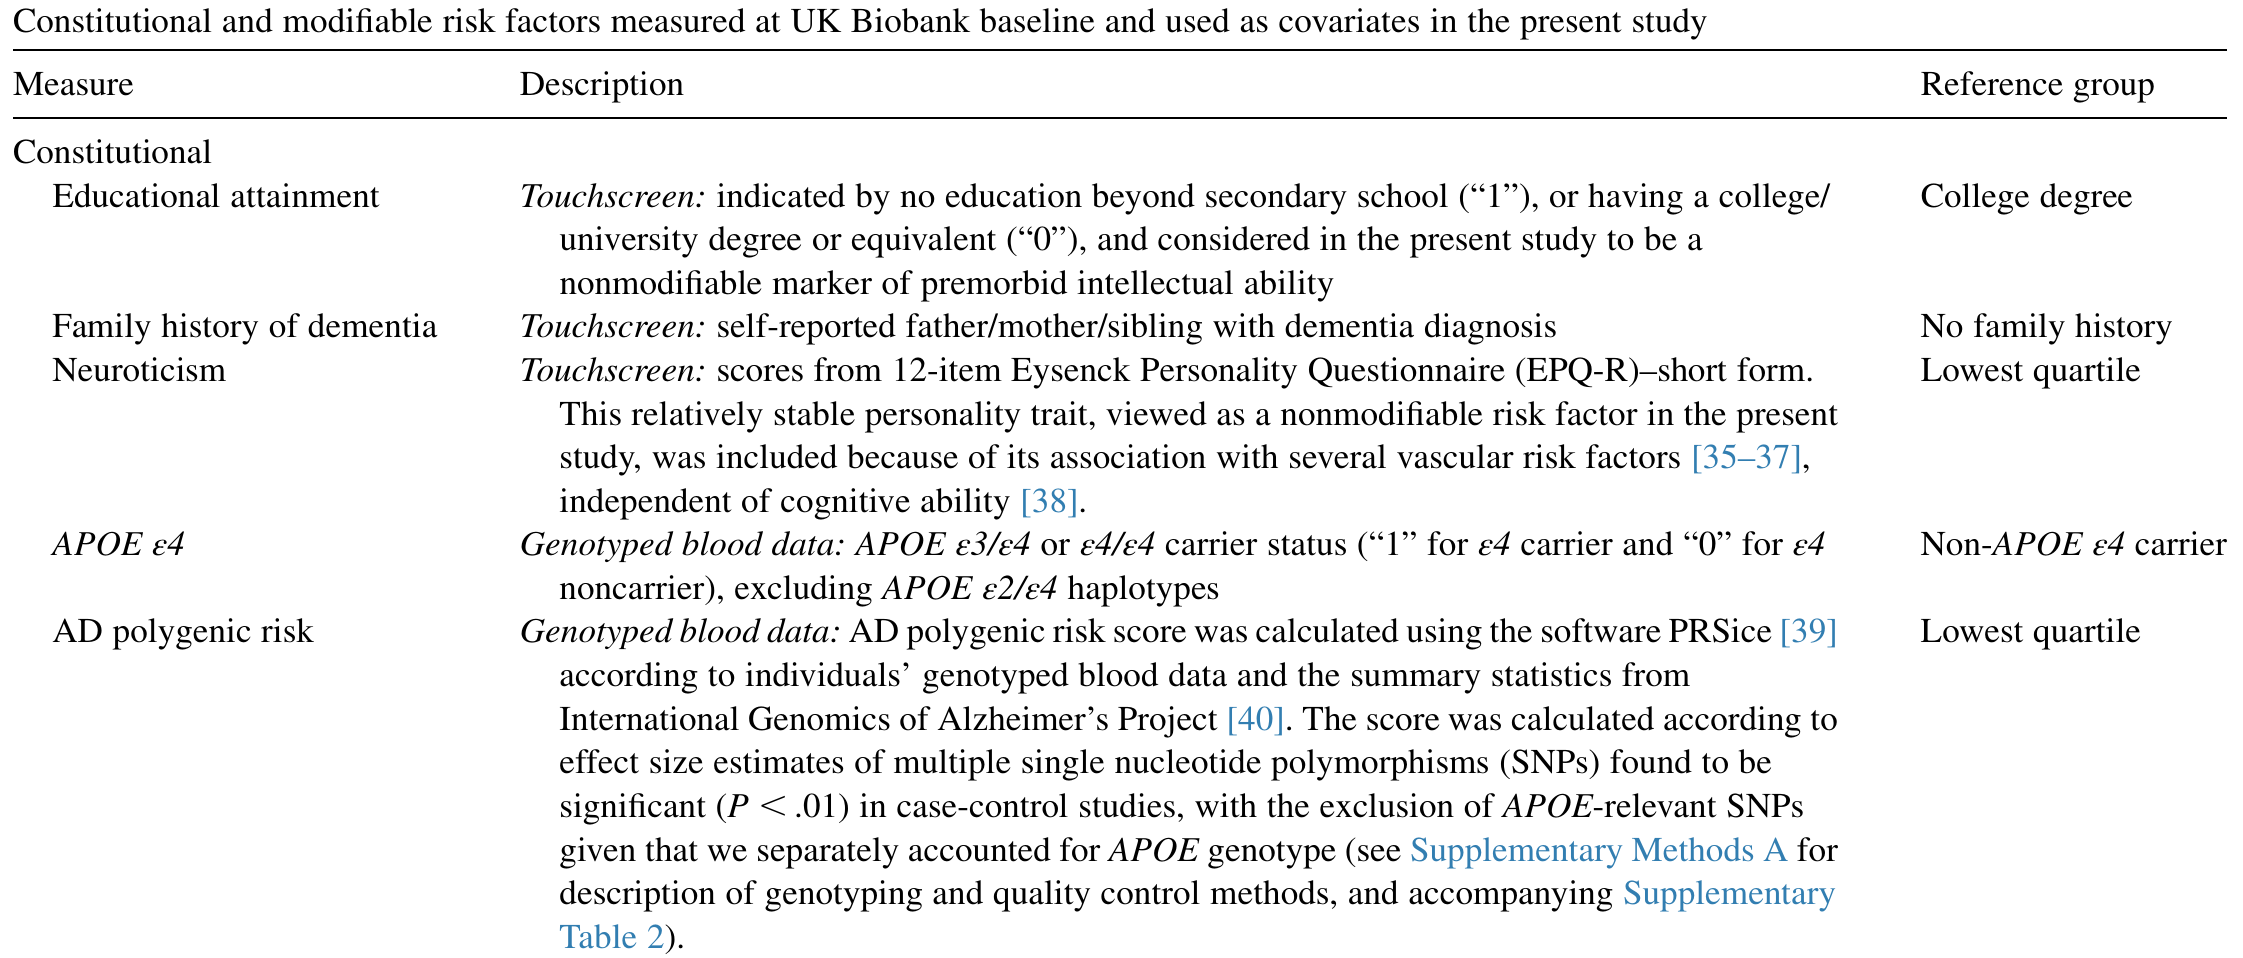 Constitutional and modifiable risk factors measured at UK Biobank baseline and used as covariates in the present study
Measure Description Reference group
Constitutional
Educational attainment Touchscreen: indicated by no education beyond secondary school (“1”), or having a college/ College degree
university degree or equivalent (“0”), and considered in the present study to be a
nonmodifiable marker of premorbid intellectual ability
Family history of dementia Touchscreen: self-reported father/mother/sibling with dementia diagnosis No family history
Neuroticism Touchscreen: scores from 12-item Eysenck Personality Questionnaire (EPQ-R)–short form. Lowest quartile
This relatively stable personality trait, viewed as a nonmodifiable risk factor in the present
study, was included because of its association with several vascular risk factors [35–37],
independent of cognitive ability [38].
APOE ε4 Genotyped blood data: APOE ε3/ε4 or ε4/ε4 carrier status (“1” for ε4 carrier and “0” for ε4 Non-APOE ε4 carrier
noncarrier), excluding APOE ε2/ε4 haplotypes
AD polygenic risk Genotyped blood data: AD polygenic risk score was calculated using the software PRSice [39] Lowest quartile
according to individuals’ genotyped blood data and the summary statistics from
International Genomics of Alzheimer’s Project [40]. The score was calculated according to
effect size estimates of multiple single nucleotide polymorphisms (SNPs) found to be
significant (P < .01) in case-control studies, with the exclusion of APOE-relevant SNPs
given that we separately accounted for APOE genotype (see Supplementary Methods A for
description of genotyping and quality control methods, and accompanying Supplementary
Table 2).